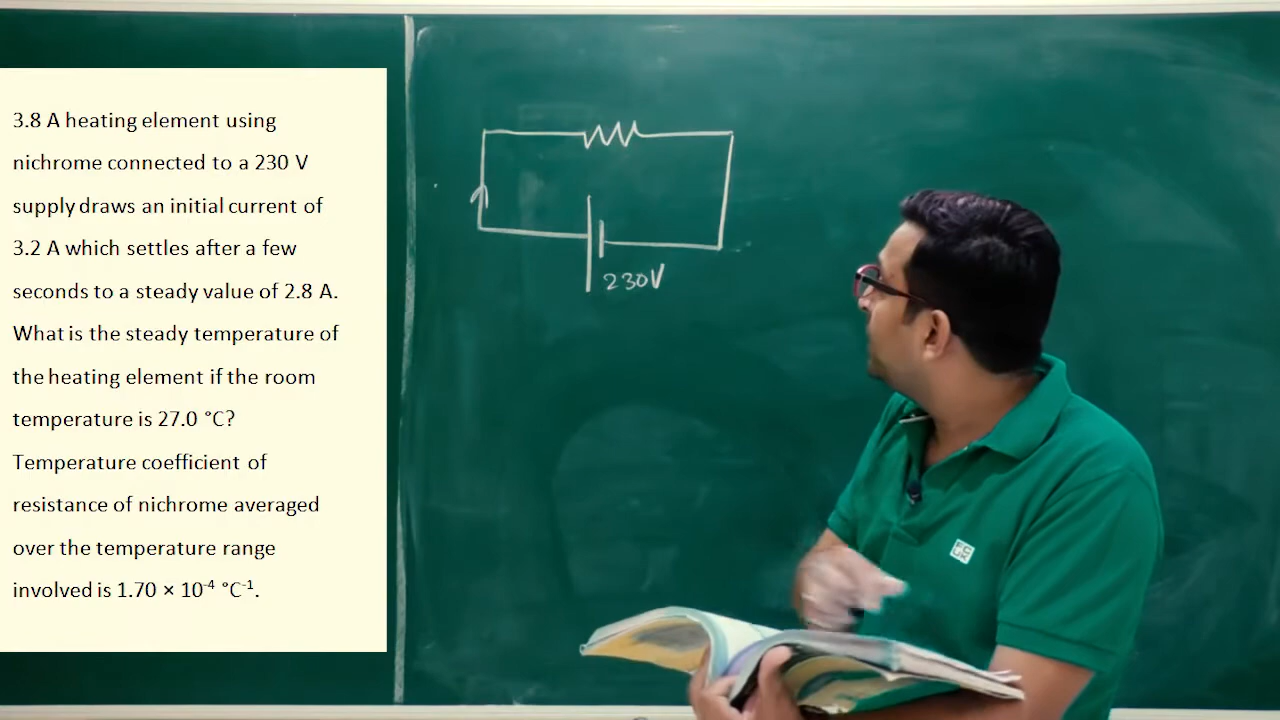 3.8 A heating element using
nichrome connected to a 230 V
supply draws an initial current of
3.2 A which settles after a few
seconds to a steady value of 2.8 A.
What is the steady temperature of
the heating element if the room
temperature is 27.0 °C?
Temperature coefficient of
resistance of nichrome averaged
over the temperature range
involved is 1.70 × 10⁻⁴ °C⁻¹.
230V